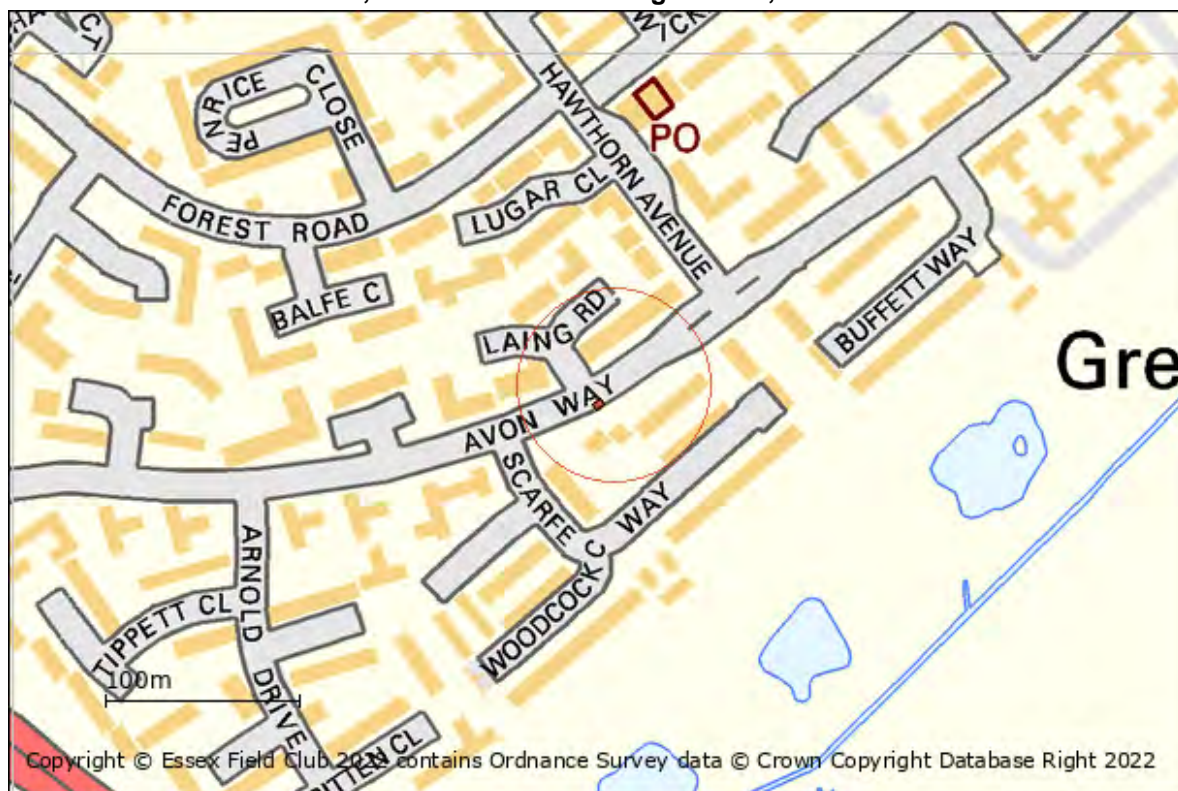 PENRICE
CLOSE
HAWTHORN AVENUE
PO
FOREST ROAD
LUGAR CL
BALFE C
LAING RD
BUFFETT WAY
Gre
AVON WAY
SCARFE
WAY
WOODCOCK C
ARNOLD
DRIVE
TIPPETT CL
100m
Copyright © Essex Field Club 2022 contains Ordnance Survey data © Crown Copyright Database Right 2022